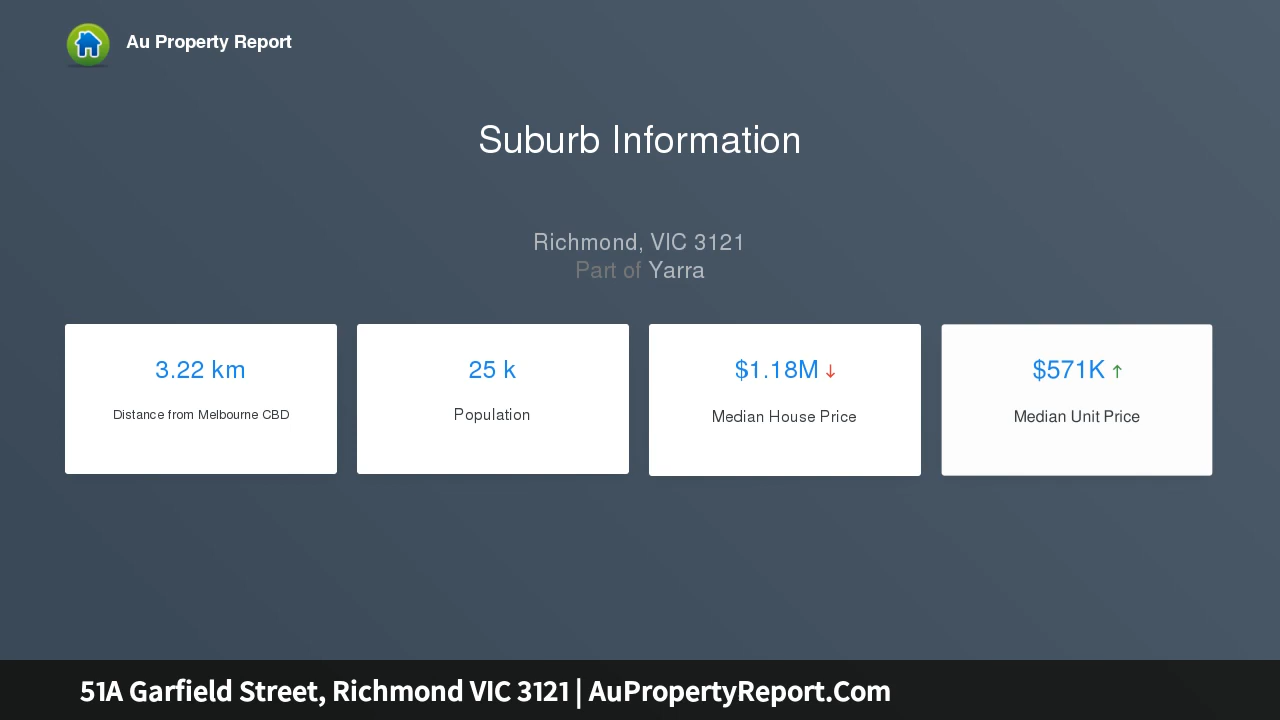 Au Property Report
Suburb Information
Richmond, VIC 3121
Part of Yarra
3.22 km
Distance from Melbourne CBD
25 k
Population
$1.18M ↓
Median House Price
$571K ↑
Median Unit Price
51A Garfield Street, Richmond VIC 3121 | AuPropertyReport.Com